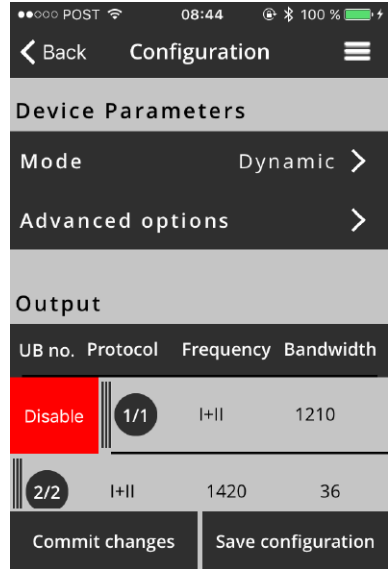 POST 08:44 100 %
Back Configuration
Device Parameters
Mode Dynamic
Advanced options
Output
UB no. Protocol Frequency Bandwidth
Disable 1/1 I+II 1210
2/2 I+II 1420 36
Commit changes Save configuration